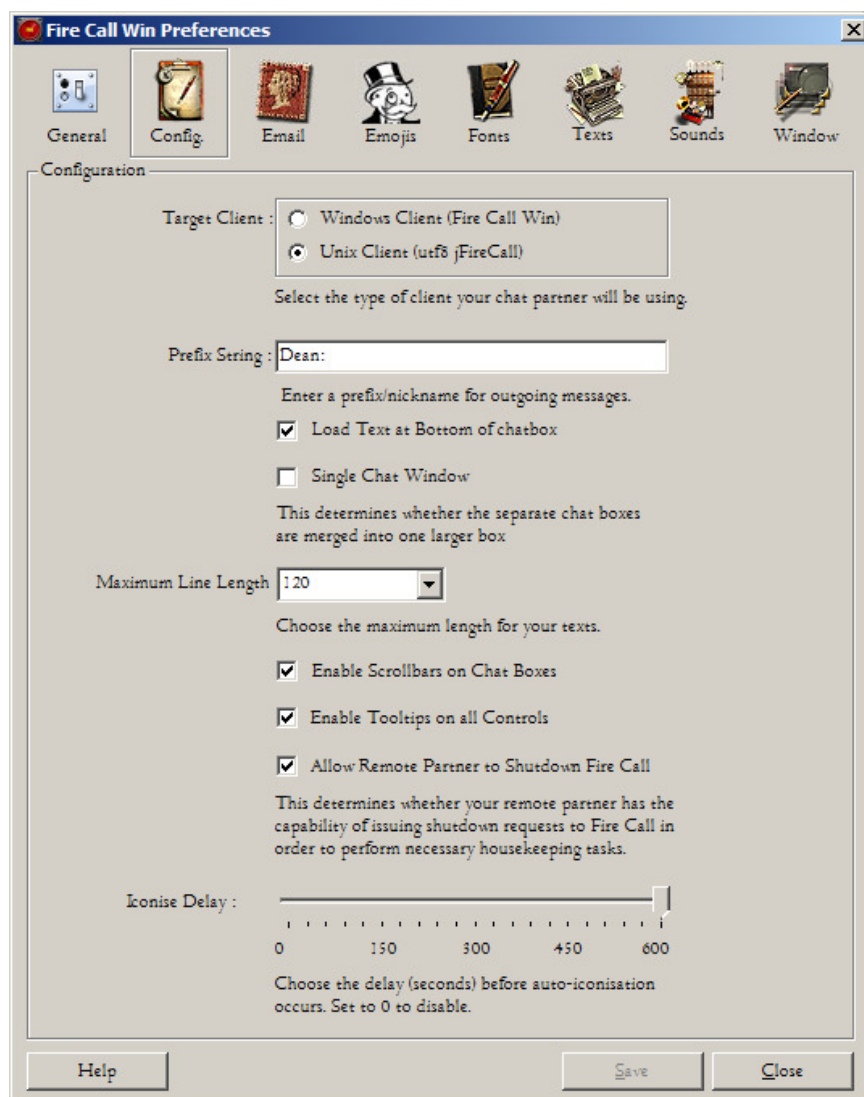 Fire Call Win Preferences
General Config. Email Emojis Fonts Texts Sounds Window
Configuration
Target Client : Windows Client (Fire Call Win)
Unix Client (utf8 jFireCall)
Select the type of client your chat partner will be using.
Prefix String : Dean:
Enter a prefix/nickname for outgoing messages.
Load Text at Bottom of chatbox
Single Chat Window
This determines whether the separate chat boxes
are merged into one larger box
Maximum Line Length 120
Choose the maximum length for your texts.
Enable Scrollbars on Chat Boxes
Enable Tooltips on all Controls
Allow Remote Partner to Shutdown Fire Call
This determines whether your remote partner has the
capability of issuing shutdown requests to Fire Call in
order to perform necessary housekeeping tasks.
Iconise Delay :
0 150 300 450 600
Choose the delay (seconds) before auto-iconisation
occurs. Set to 0 to disable.
Help Save Close